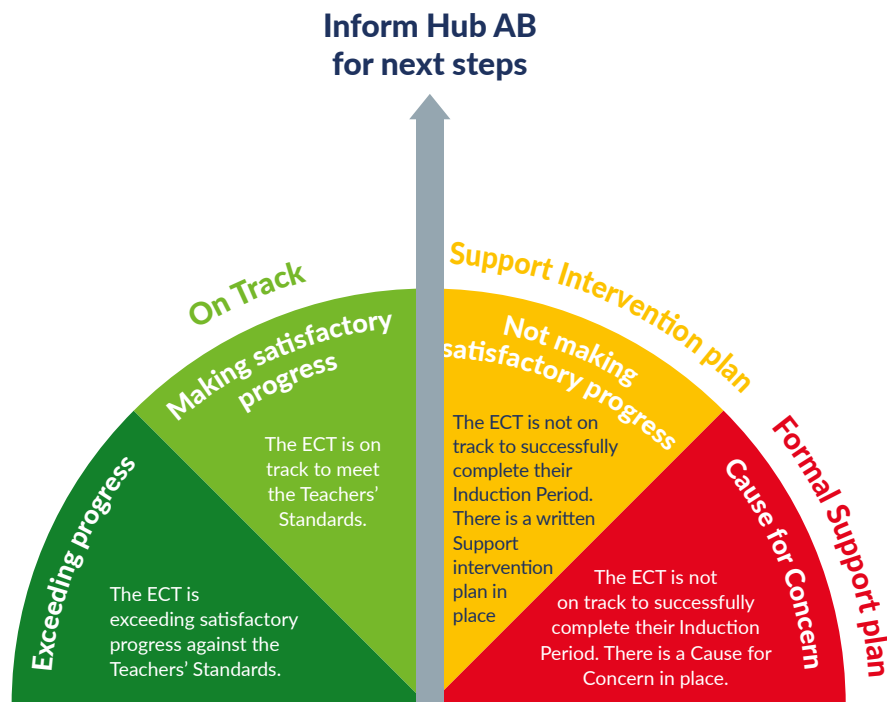 Inform Hub AB
for next steps
On Track
Support Intervention plan
Formal Support plan
Exceeding progress
The ECT is
exceeding satisfactory
progress against the
Teachers' Standards.
Making satisfactory
progress
The ECT is on
track to meet
the Teachers'
Standards.
Not making
satisfactory progress
The ECT is not on
track to successfully
complete their
Induction Period.
There is a written
Support
intervention
plan in
place
Cause for Concern
The ECT is not
on track to successfully
complete their Induction
Period. There is a Cause for
Concern in place.